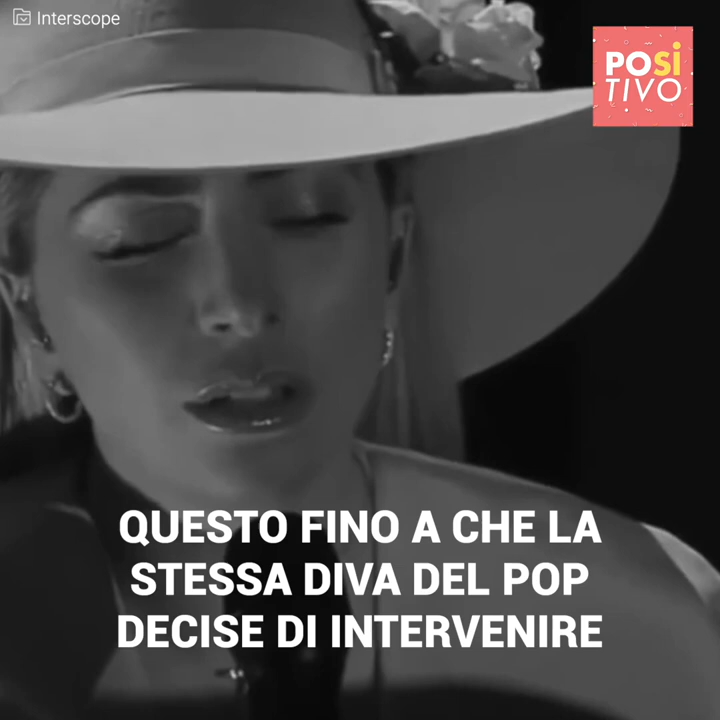 Interscope
POSİ
TIVO
QUESTO FINO A CHE LA
STESSA DIVA DEL POP
DECISE DI INTERVENIRE